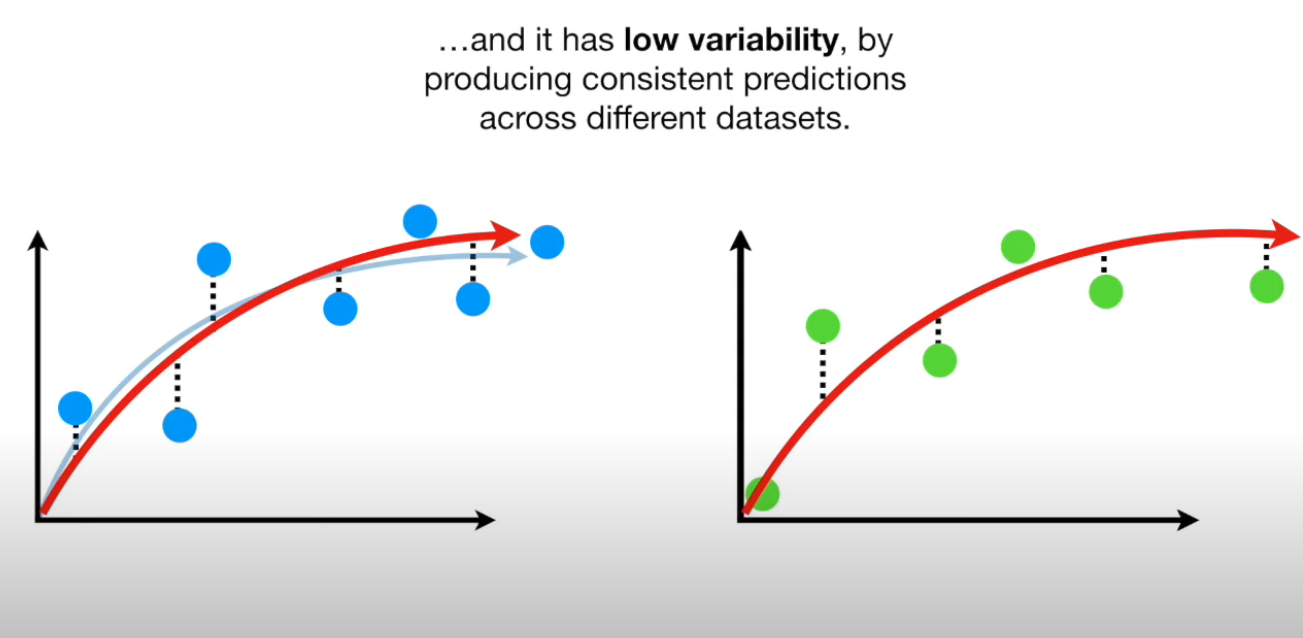 ...and it has low variability, by
producing consistent predictions
across different datasets.